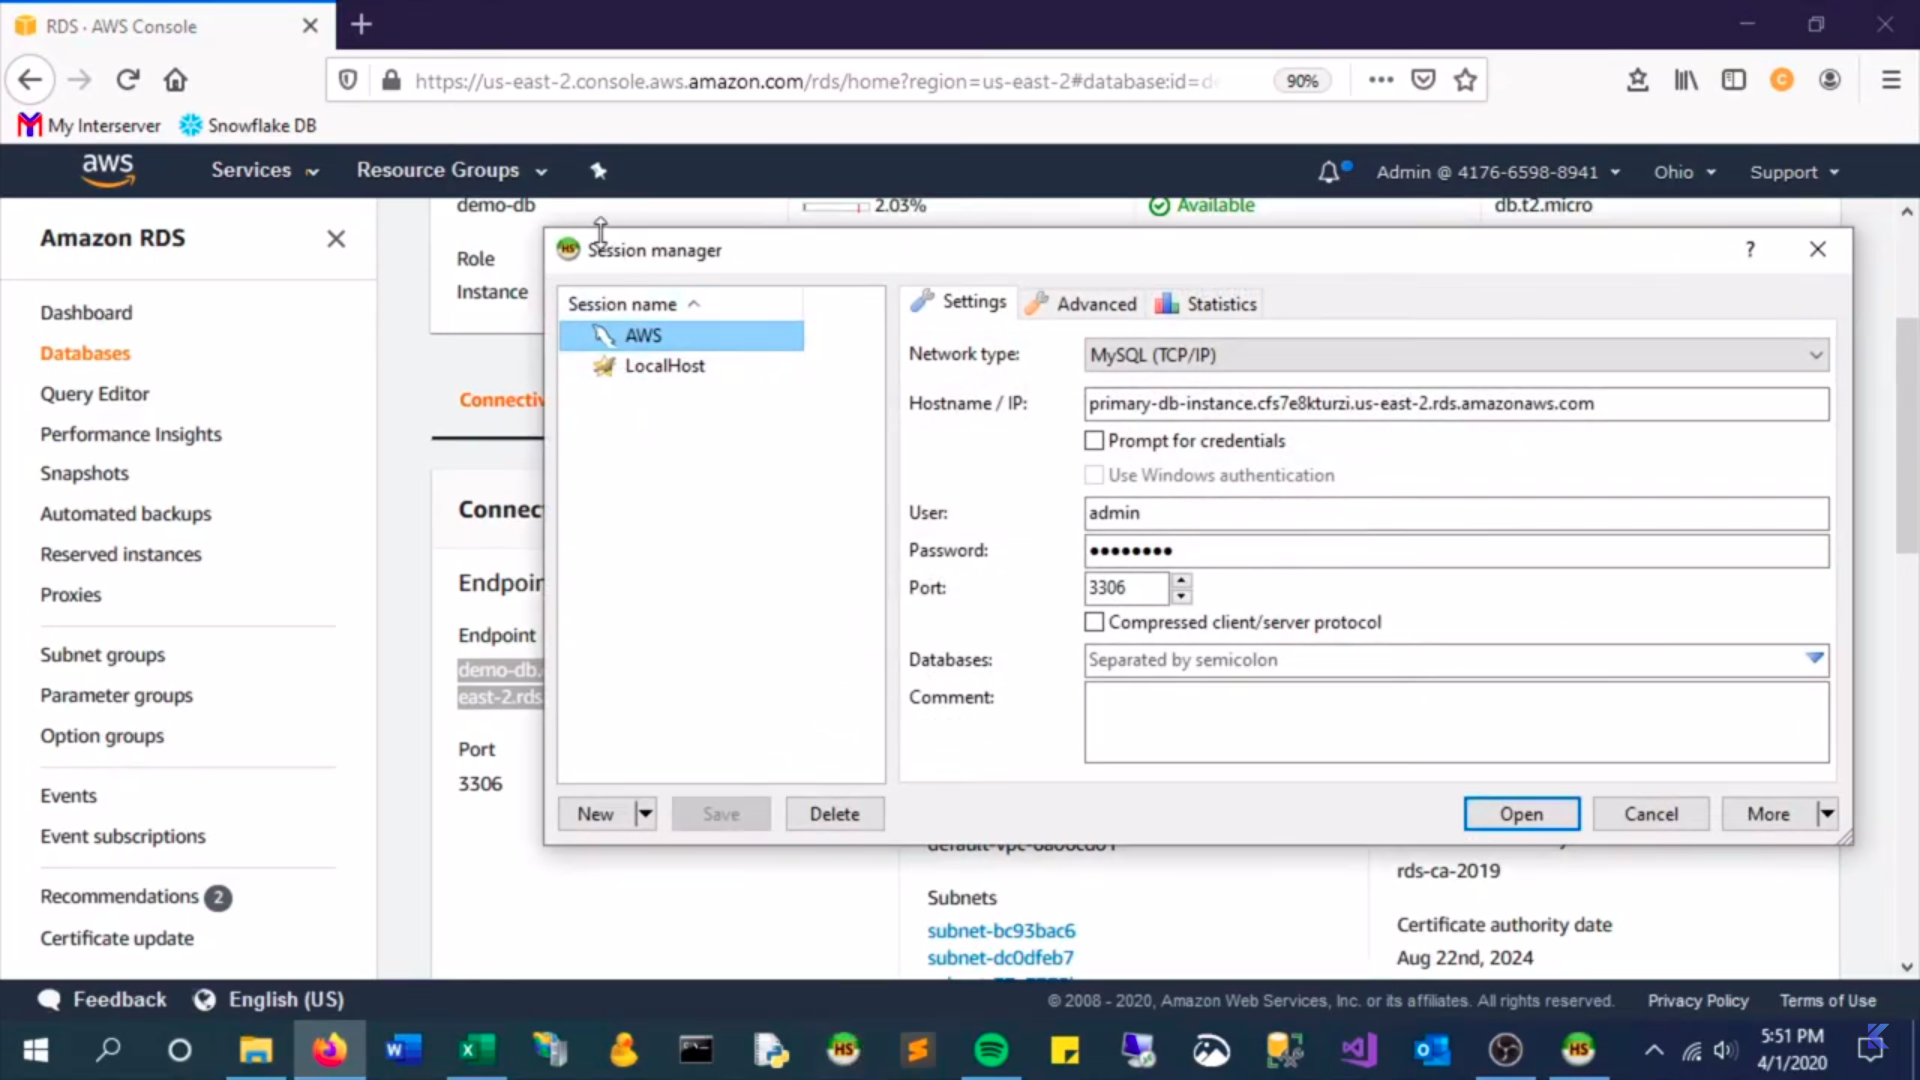 RDS · AWS Console
https://us-east-2.console.aws.amazon.com/rds/home?region=us-east-2#database:id=de
90%
My Interserver
Snowflake DB
aws
Services
Resource Groups
Admin @ 4176-6598-8941
Ohio
Support
Amazon RDS
Dashboard
Databases
Query Editor
Performance Insights
Snapshots
Automated backups
Reserved instances
Proxies
Subnet groups
Parameter groups
Option groups
Events
Event subscriptions
Recommendations 2
Certificate update
demo-db
2.03%
Available
db.t2.micro
Role
Instance
Connectiv
Connec
Endpoin
Endpoint
demo-db.
east-2.rds
Port
3306
HS Session manager
?
Session name
AWS
LocalHost
Settings
Advanced
Statistics
Network type:
MySQL (TCP/IP)
Hostname / IP:
primary-db-instance.cfs7e8kturzi.us-east-2.rds.amazonaws.com
Prompt for credentials
Use Windows authentication
User:
admin
Password:
••••••••
Port:
3306
Compressed client/server protocol
Databases:
Separated by semicolon
Comment:
New
Save
Delete
Open
Cancel
More
Subnets
subnet-bc93bac6
subnet-dc0dfeb7
rds-ca-2019
Certificate authority date
Aug 22nd, 2024
Feedback
English (US)
© 2008 - 2020, Amazon Web Services, Inc. or its affiliates. All rights reserved.
Privacy Policy
Terms of Use
HS
HS
5:51 PM
4/1/2020